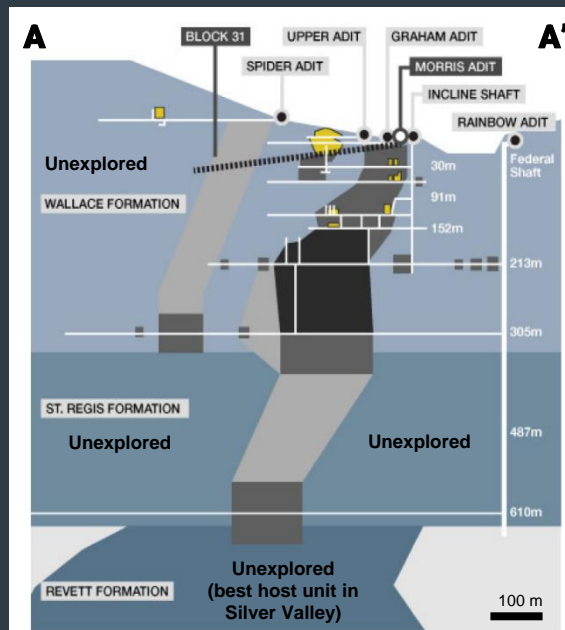 A
BLOCK 31
UPPER ADIT
GRAHAM ADIT
A'
SPIDER ADIT
MORRIS ADIT
INCLINE SHAFT
RAINBOW ADIT
Unexplored
Federal
Shaft
30m
WALLACE FORMATION
91m
152m
213m
305m
ST. REGIS FORMATION
Unexplored
Unexplored
487m
610m
Unexplored
(best host unit in
Silver Valley)
REVETT FORMATION
100 m